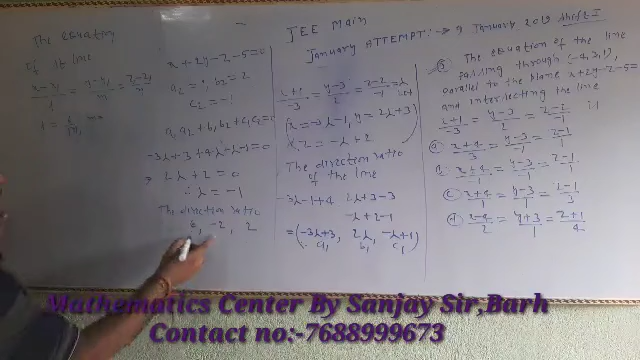 JEE Main
January ATTEMPT:→ 9 January 2019 Shift I
The equation of the line
passing through (-4,3,1),
parallel to the plane x+2y-z-5=0
and intersecting the line
x+1/-3 = y-3/2 = z-2/-1 is
a) x+4/3 = y-3/-1 = z-1/1
b) x+4/-1 = y-3/1 = z-1/1
c) x+4/1 = y-3/1 = z-1/3
d) x-4/2 = y+3/1 = z+1/4
x+1/-3 = y-3/2 = z-2/-1 = λ
(x = -3λ-1, y = 2λ+3)
z = -λ+2
The direction ratio
of the line
-3λ-1+4 2λ+3-3
-λ+2-1
= (-3λ+3, 2λ, -λ+1)
a₁ b₁ c₁
x+2y-z-5=0
a₂ = 1, b₂ = 2
c₂ = -1
a₁a₂+b₁b₂+c₁c₂=0
-3λ+3+4λ+λ-1=0
⇒ 2λ+2=0
∴ λ = -1
The direction ratio
6, -2, 2
The equation
of st line
x-x₁/l = y-y₁/m = z-z₁/n
Mathematics Center By Sanjay Sir,Barh
Contact no:-7688999673